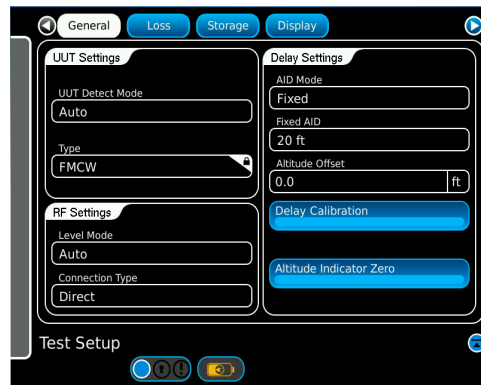 General
Loss
Storage
Display
UUT Settings
UUT Detect Mode
Auto
Type
FMCW
RF Settings
Level Mode
Auto
Connection Type
Direct
Delay Settings
AID Mode
Fixed
Fixed AID
20 ft
Altitude Offset
0.0 ft
Delay Calibration
Altitude Indicator Zero
Test Setup